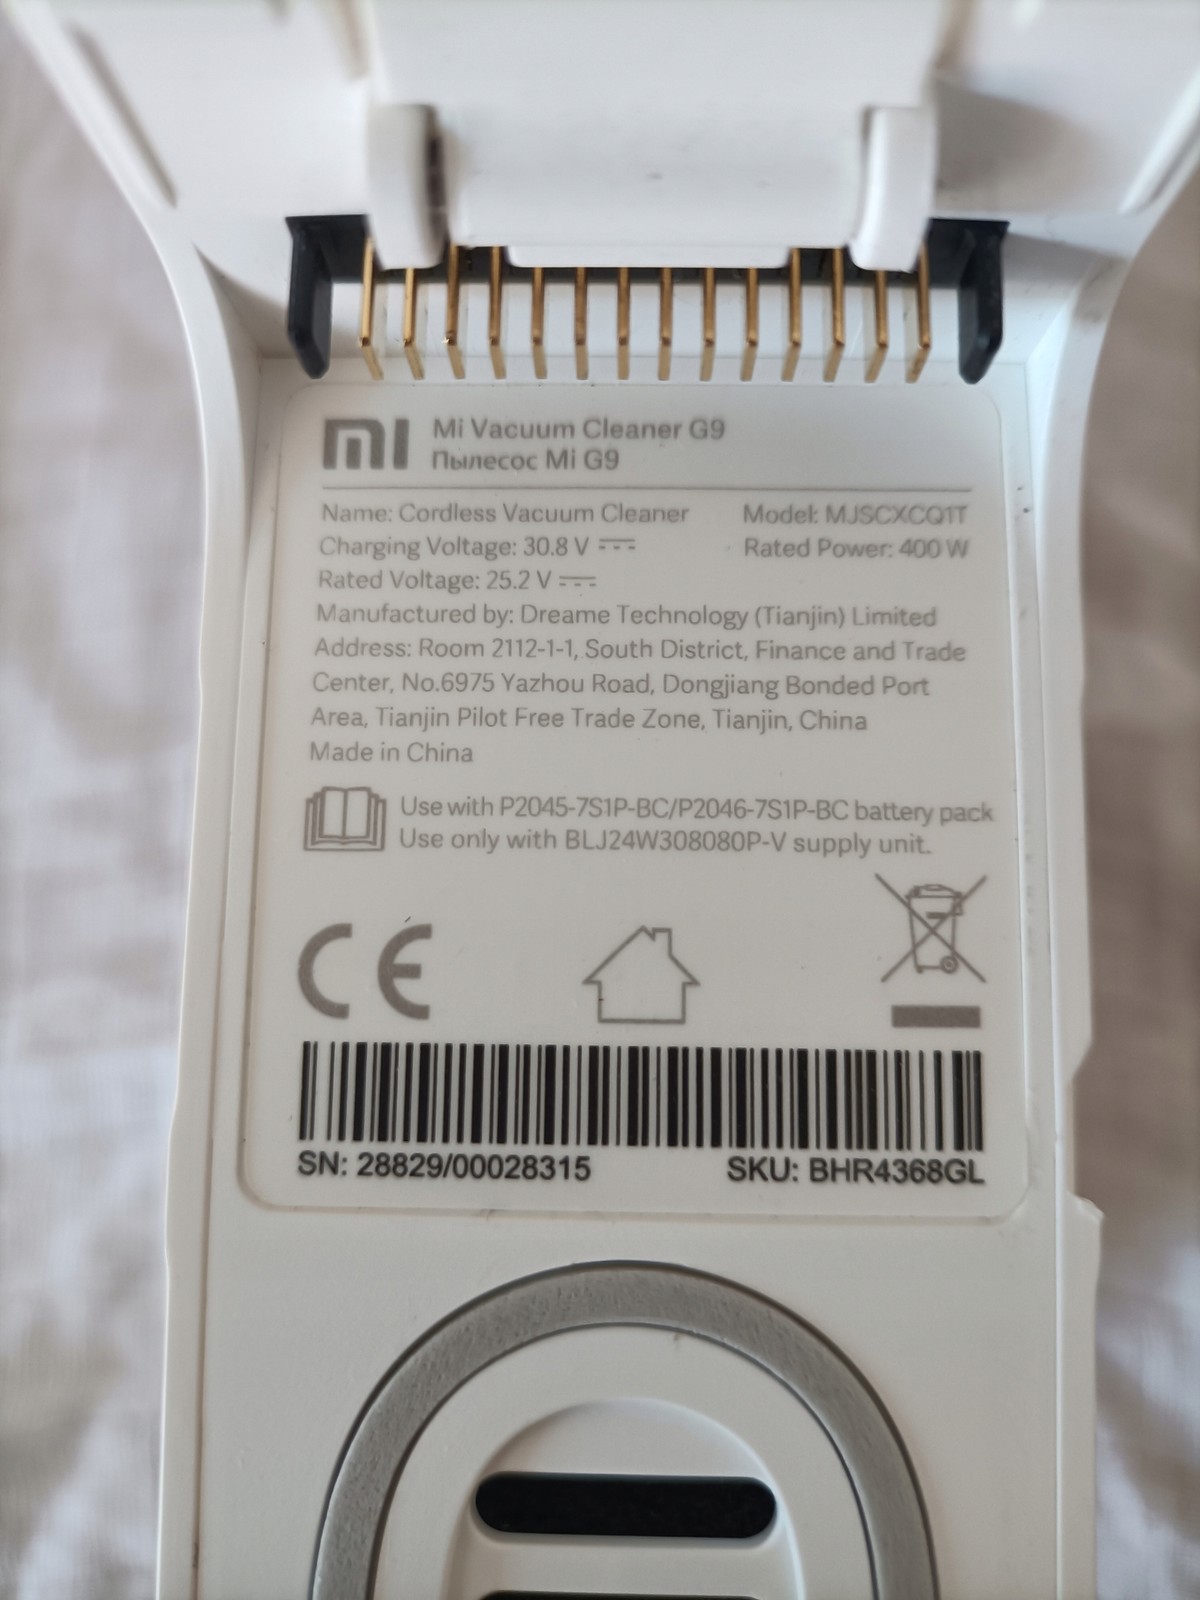 mi Mi Vacuum Cleaner G9
Пылесос Mi G9
Name: Cordless Vacuum Cleaner Model: MJSCXCQ1T
Charging Voltage: 30.8 V Rated Power: 400 W
Rated Voltage: 25.2 V
Manufactured by: Dreame Technology (Tianjin) Limited
Address: Room 2112-1-1, South District, Finance and Trade
Center, No.6975 Yazhou Road, Dongjiang Bonded Port
Area, Tianjin Pilot Free Trade Zone, Tianjin, China
Made in China
Use with P2045-7S1P-BC/P2046-7S1P-BC battery pack
Use only with BLJ24W308080P-V supply unit.
CE
SN: 28829/00028315 SKU: BHR4368GL